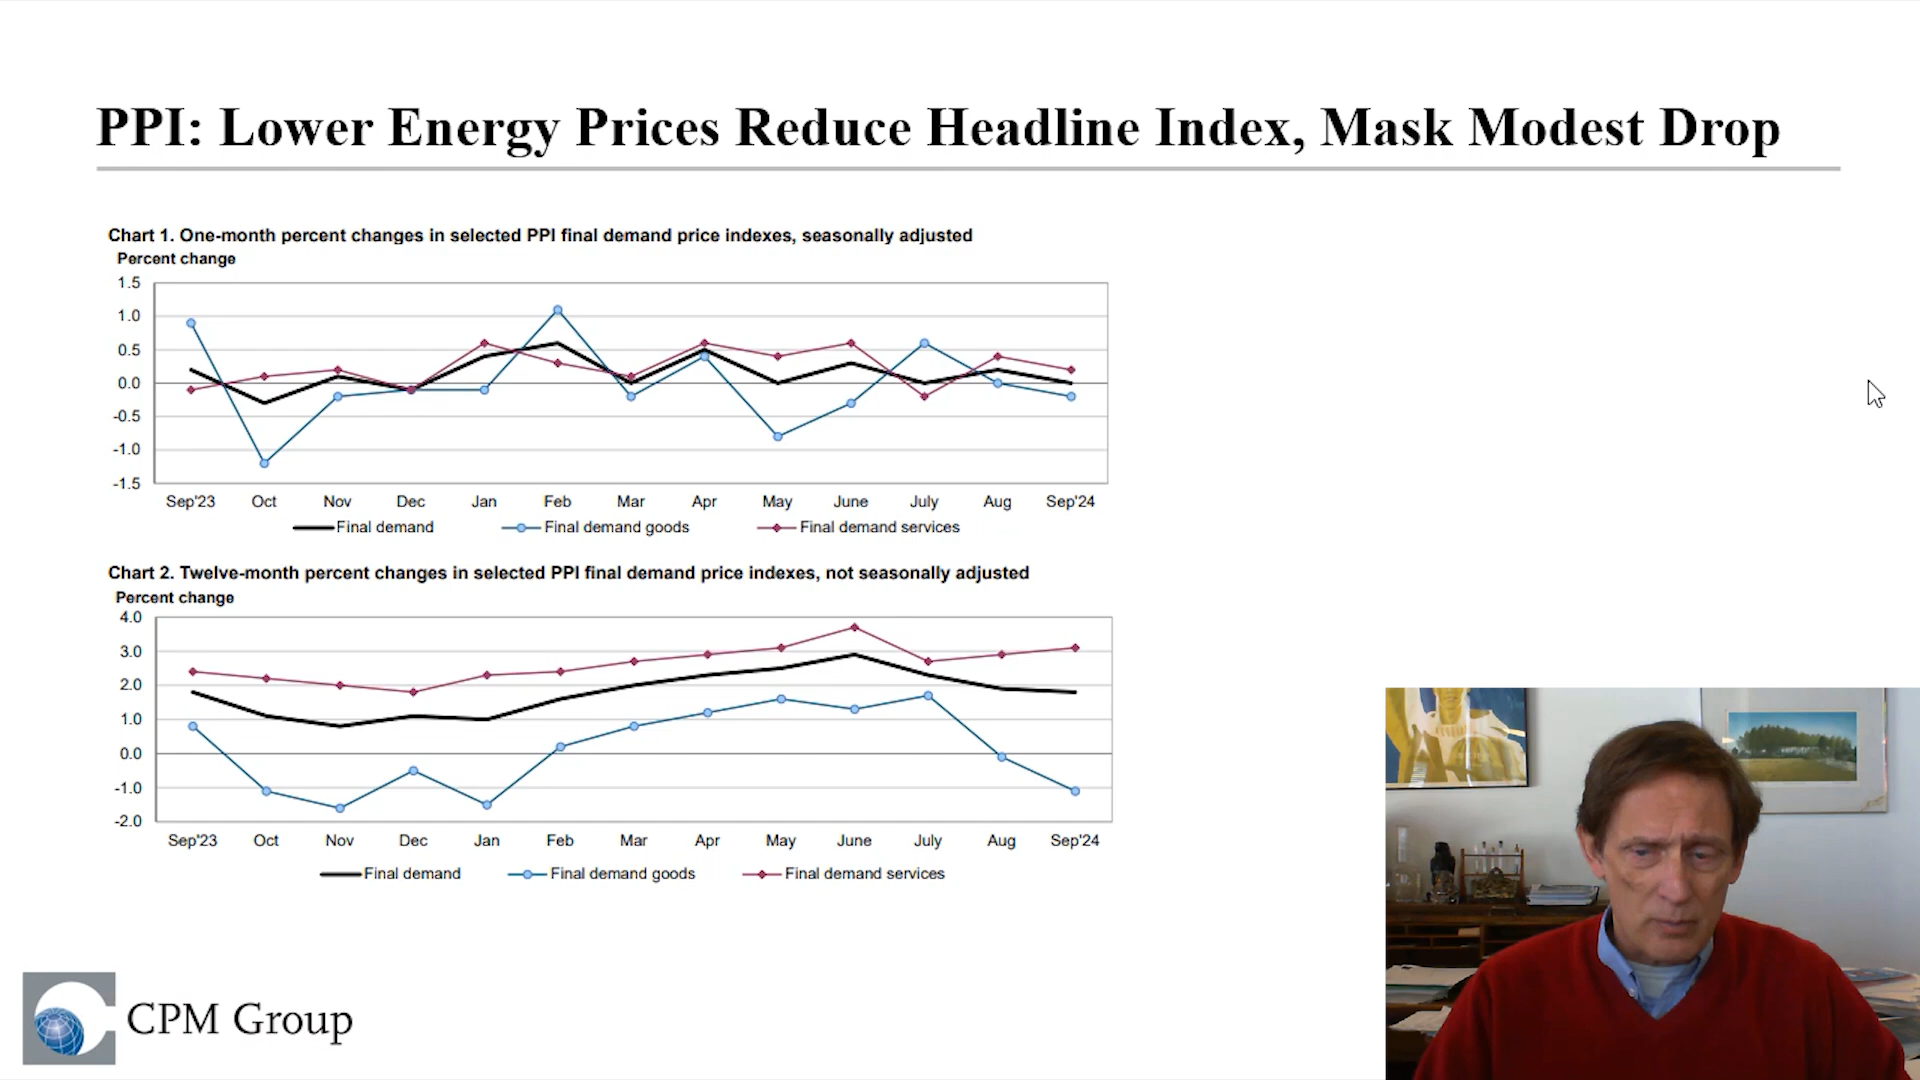 PPI: Lower Energy Prices Reduce Headline Index, Mask Modest Drop
Chart 1. One-month percent changes in selected PPI final demand price indexes, seasonally adjusted
Percent change
1.5
1.0
0.5
0.0
-0.5
-1.0
-1.5
Sep'23 Oct Nov Dec Jan Feb Mar Apr May June July Aug Sep'24
Final demand Final demand goods Final demand services
Chart 2. Twelve-month percent changes in selected PPI final demand price indexes, not seasonally adjusted
Percent change
4.0
3.0
2.0
1.0
0.0
-1.0
-2.0
Sep'23 Oct Nov Dec Jan Feb Mar Apr May June July Aug Sep'24
Final demand Final demand goods Final demand services
CPM Group